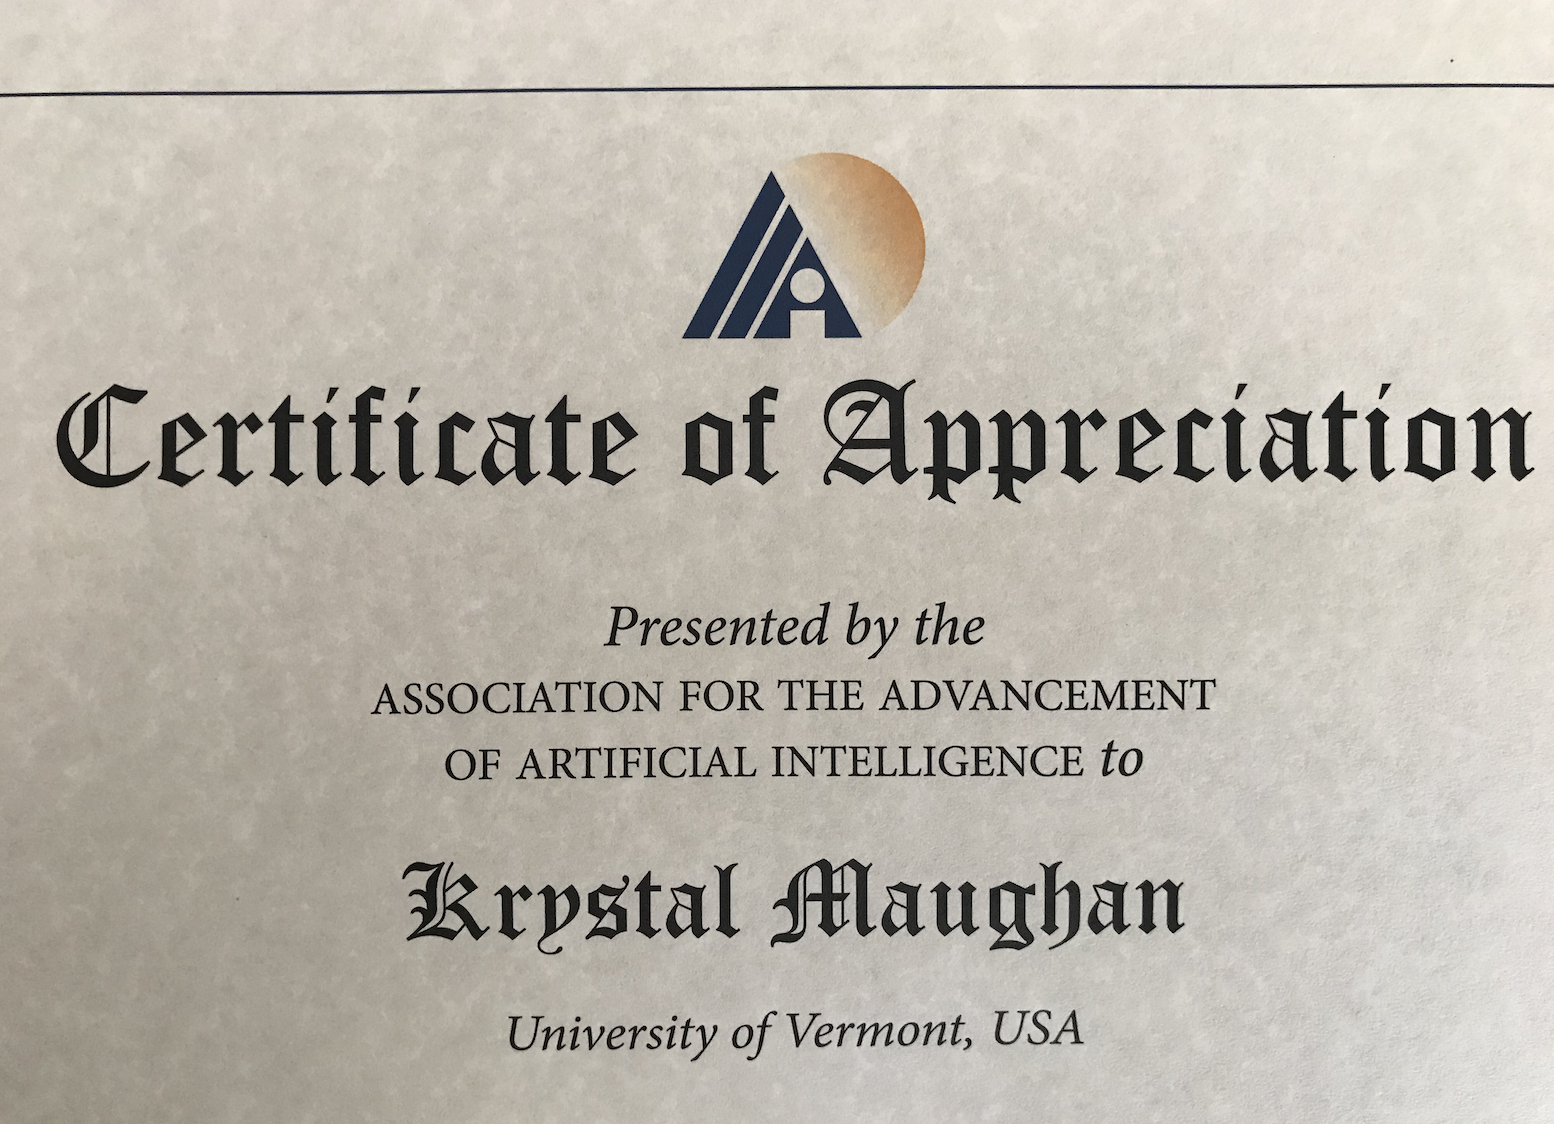 Certificate of Appreciation
Presented by the
ASSOCIATION FOR THE ADVANCEMENT
OF ARTIFICIAL INTELLIGENCE to
Krystal Maughan
University of Vermont, USA